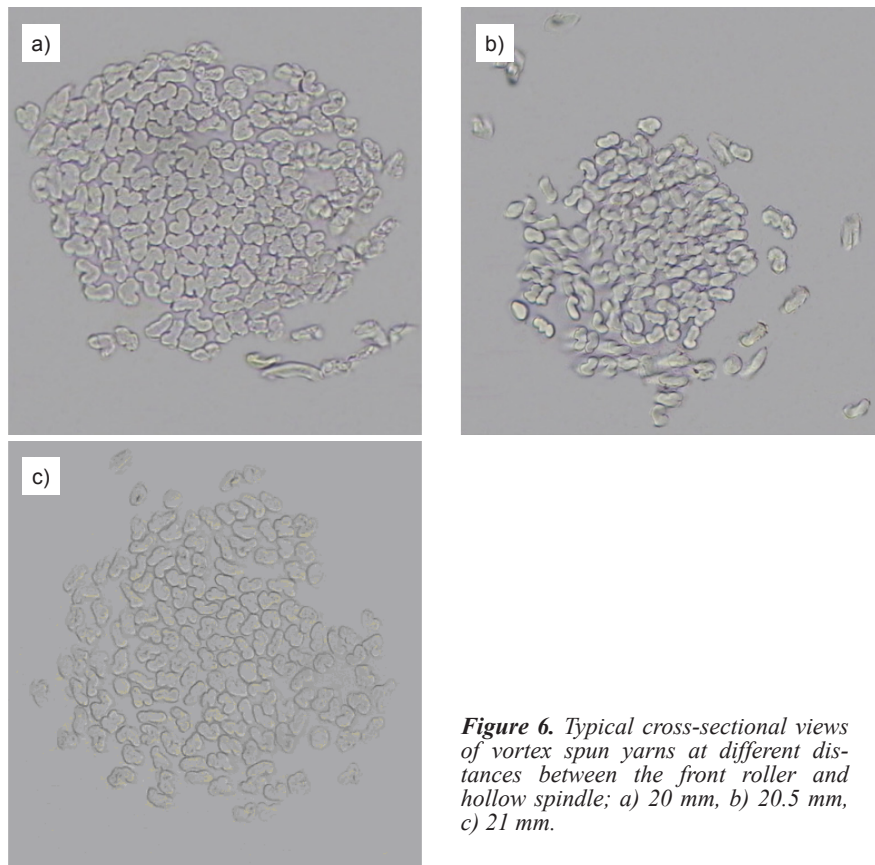 a)
b)
c)
Figure 6. Typical cross-sectional views
of vortex spun yarns at different dis-
tances between the front roller and
hollow spindle; a) 20 mm, b) 20.5 mm,
c) 21 mm.